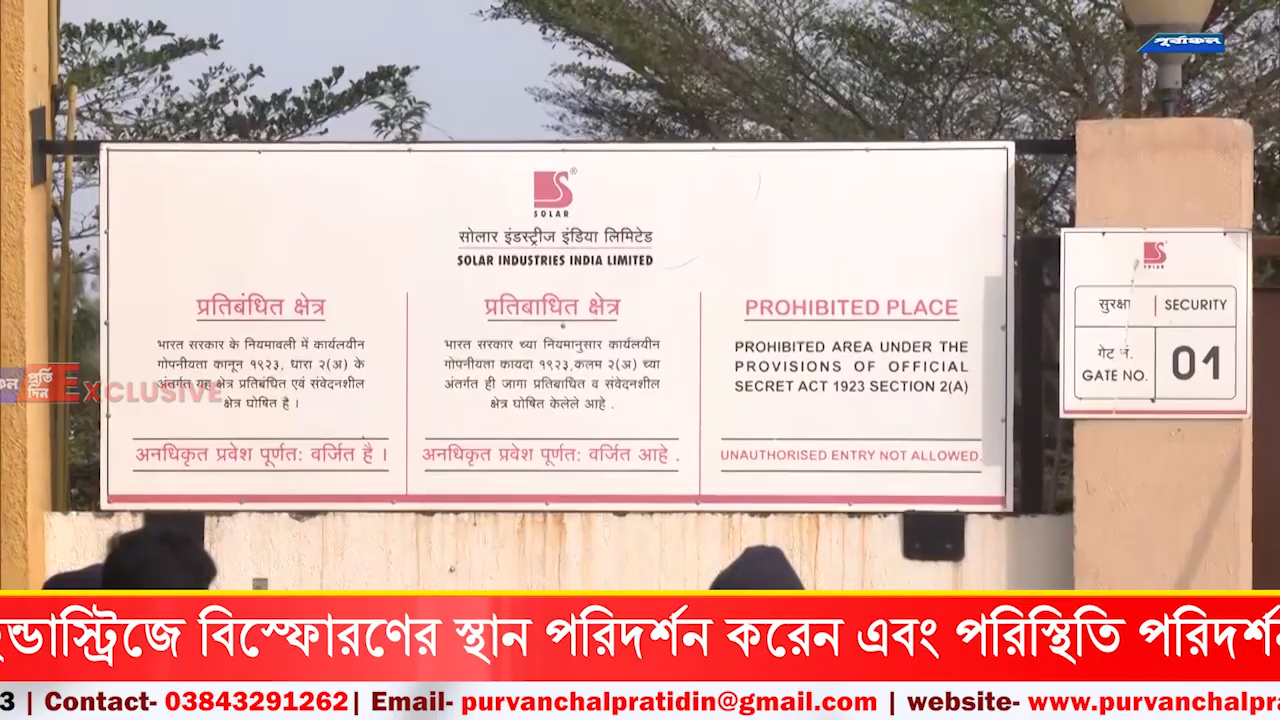 পূর্বাচল
SOLAR
सोलार इंडस्ट्रीज इंडिया लिमिटेड
SOLAR INDUSTRIES INDIA LIMITED
प्रतिबंधित क्षेत्र
भारत सरकार के नियमावली में कार्यलयीन
गोपनीयता कानून १९२३, धारा २(अ) के
अंतर्गत यह क्षेत्र प्रतिबंधित एवं संवेदनशील
क्षेत्र घोषित है ।
अनधिकृत प्रवेश पूर्णत: वर्जित है ।
प्रतिबाधित क्षेत्र
भारत सरकार च्या नियमानुसार कार्यलयीन
गोपनीयता कायदा १९२३,कलम २(अ) च्या
अंतर्गत ही जागा प्रतिबाधित व संवेदनशील
क्षेत्र घोषित केलेले आहे .
अनधिकृत प्रवेश पूर्णत: वर्जित आहे .
PROHIBITED PLACE
PROHIBITED AREA UNDER THE
PROVISIONS OF OFFICIAL
SECRET ACT 1923 SECTION 2(A)
UNAUTHORISED ENTRY NOT ALLOWED.
SOLAR
सुरक्षा SECURITY
गेट नं.
GATE NO. 01
প্রতি
দিন
EXCLUSIVE
ন্ডাস্ট্রিজে বিস্ফোরণের স্থান পরিদর্শন করেন এবং পরিস্থিতি পরিদর্শ
3 | Contact- 03843291262| Email- purvanchalpratidin@gmail.com | website- www.purvanchalpra